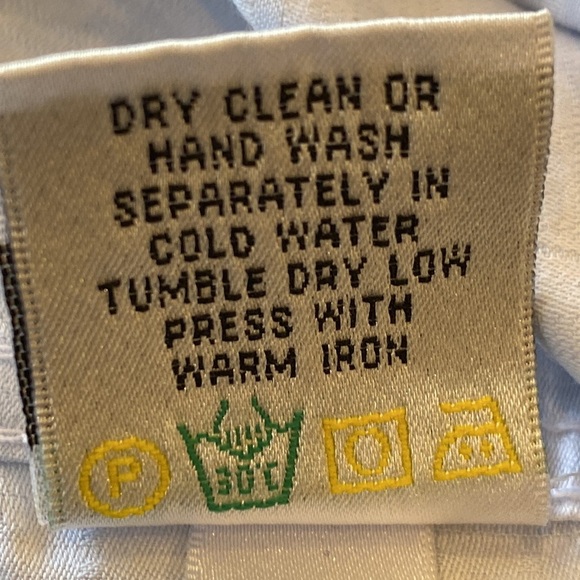 DRY CLEAN OR
HAND WASH
SEPARATELY IN
COLD WATER
TUMBLE DRY LOW
PRESS WITH
WARM IRON
P 30°C